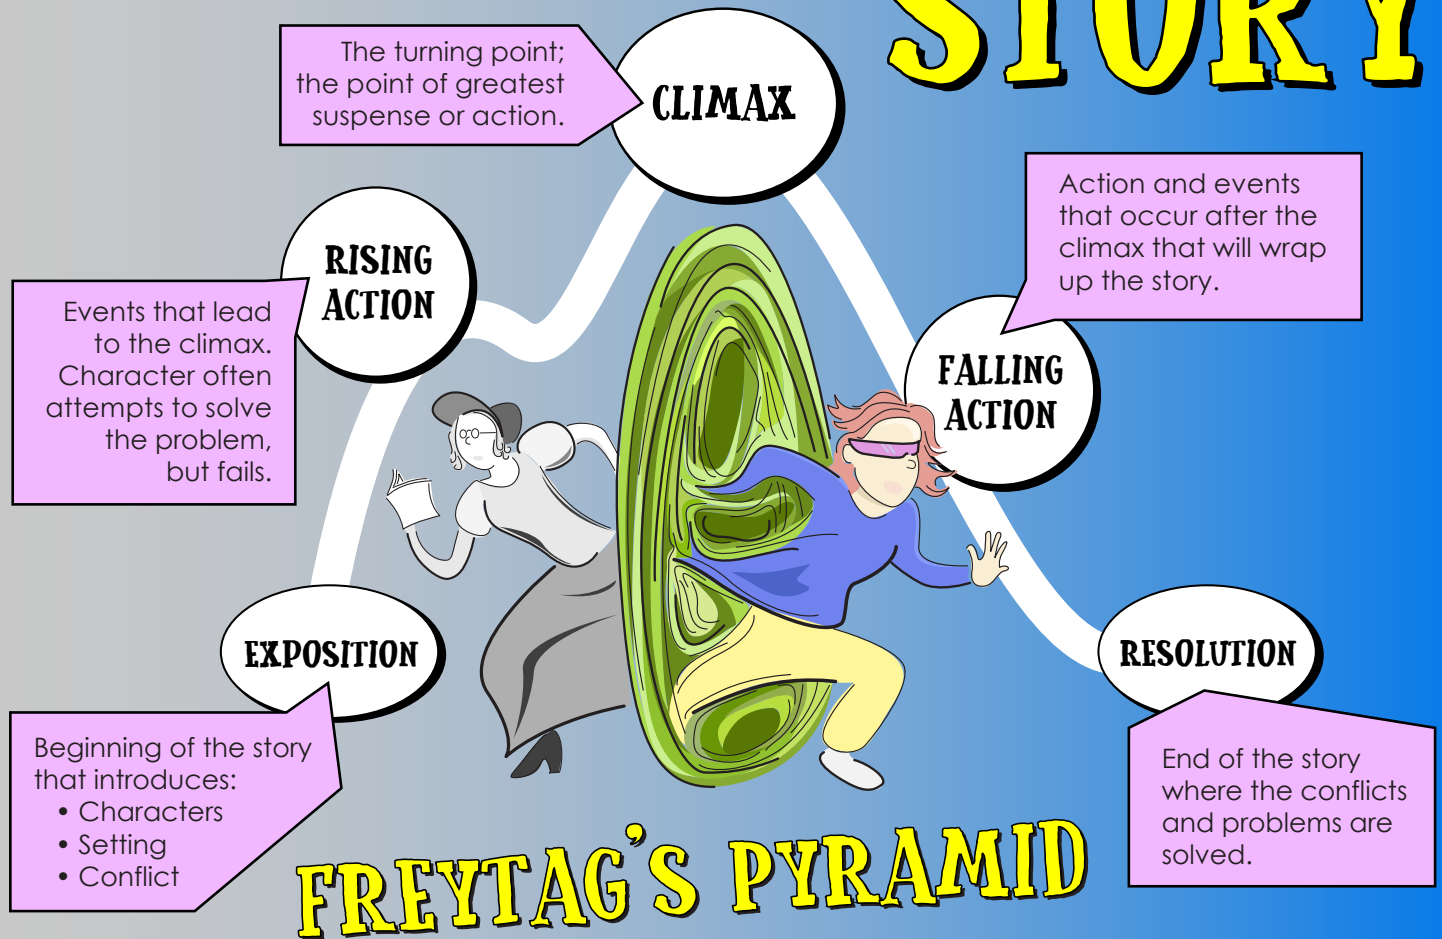 STORY
The turning point;
the point of greatest
suspense or action.
CLIMAX
Action and events
that occur after the
climax that will wrap
up the story.
RISING
ACTION
Events that lead
to the climax.
Character often
attempts to solve
the problem,
but fails.
FALLING
ACTION
EXPOSITION
Beginning of the story
that introduces:
• Characters
• Setting
• Conflict
RESOLUTION
End of the story
where the conflicts
and problems are
solved.
FREYTAG'S PYRAMID